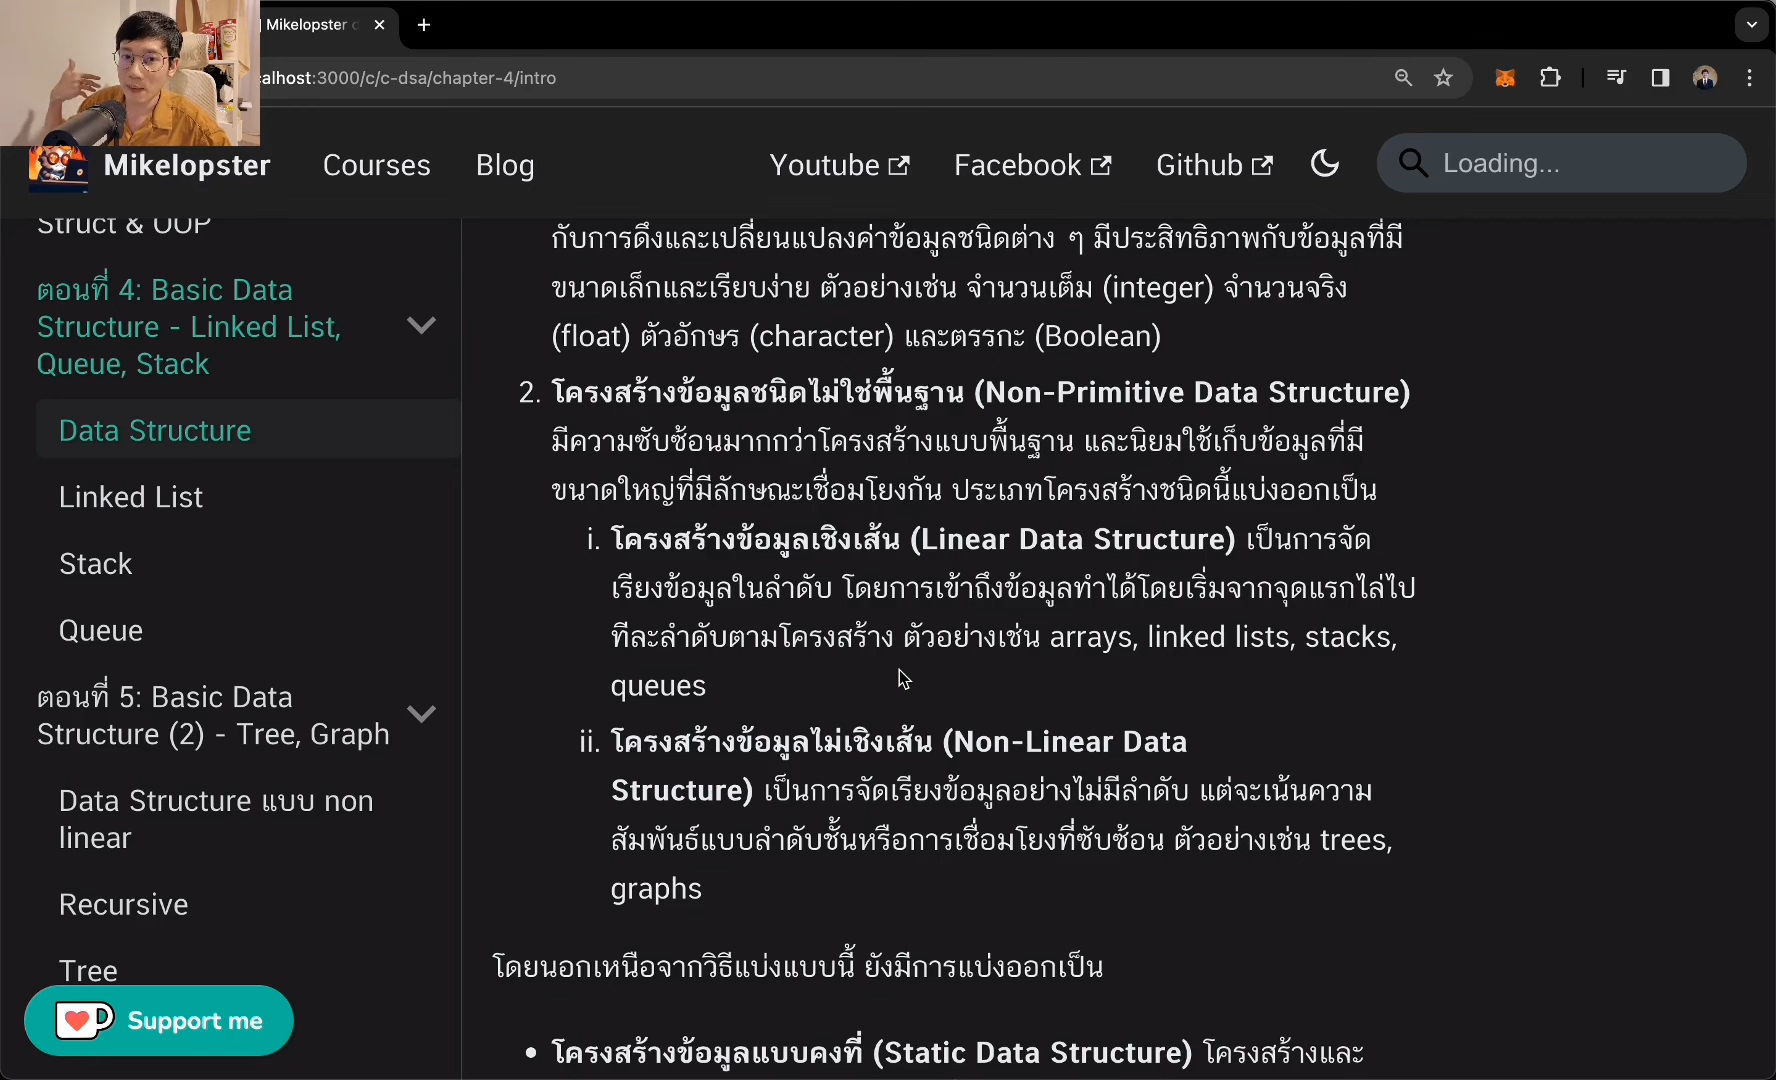 Mikelopster
calhost:3000/c/c-dsa/chapter-4/intro
Mikelopster
Courses
Blog
Youtube
Facebook
Github
Loading...
Struct & OOP
ตอนที่ 4: Basic Data
Structure - Linked List,
Queue, Stack
Data Structure
Linked List
Stack
Queue
ตอนที่ 5: Basic Data
Structure (2) - Tree, Graph
Data Structure แบบ non
linear
Recursive
Tree
Support me
กับการดึงและเปลี่ยนแปลงค่าข้อมูลชนิดต่าง ๆ มีประสิทธิภาพกับข้อมูลที่มี
ขนาดเล็กและเรียบง่าย ตัวอย่างเช่น จำนวนเต็ม (integer) จำนวนจริง
(float) ตัวอักษร (character) และตรรกะ (Boolean)
2. โครงสร้างข้อมูลชนิดไม่ใช่พื้นฐาน (Non-Primitive Data Structure)
มีความซับซ้อนมากกว่าโครงสร้างแบบพื้นฐาน และนิยมใช้เก็บข้อมูลที่มี
ขนาดใหญ่ที่มีลักษณะเชื่อมโยงกัน ประเภทโครงสร้างชนิดนี้แบ่งออกเป็น
i. โครงสร้างข้อมูลเชิงเส้น (Linear Data Structure) เป็นการจัด
เรียงข้อมูลในลำดับ โดยการเข้าถึงข้อมูลทำได้โดยเริ่มจากจุดแรกไล่ไป
ทีละลำดับตามโครงสร้าง ตัวอย่างเช่น arrays, linked lists, stacks,
queues
ii. โครงสร้างข้อมูลไม่เชิงเส้น (Non-Linear Data
Structure) เป็นการจัดเรียงข้อมูลอย่างไม่มีลำดับ แต่จะเน้นความ
สัมพันธ์แบบลำดับชั้นหรือการเชื่อมโยงที่ซับซ้อน ตัวอย่างเช่น trees,
graphs
โดยนอกเหนือจากวิธีแบ่งแบบนี้ ยังมีการแบ่งออกเป็น
• โครงสร้างข้อมูลแบบคงที่ (Static Data Structure) โครงสร้างและ